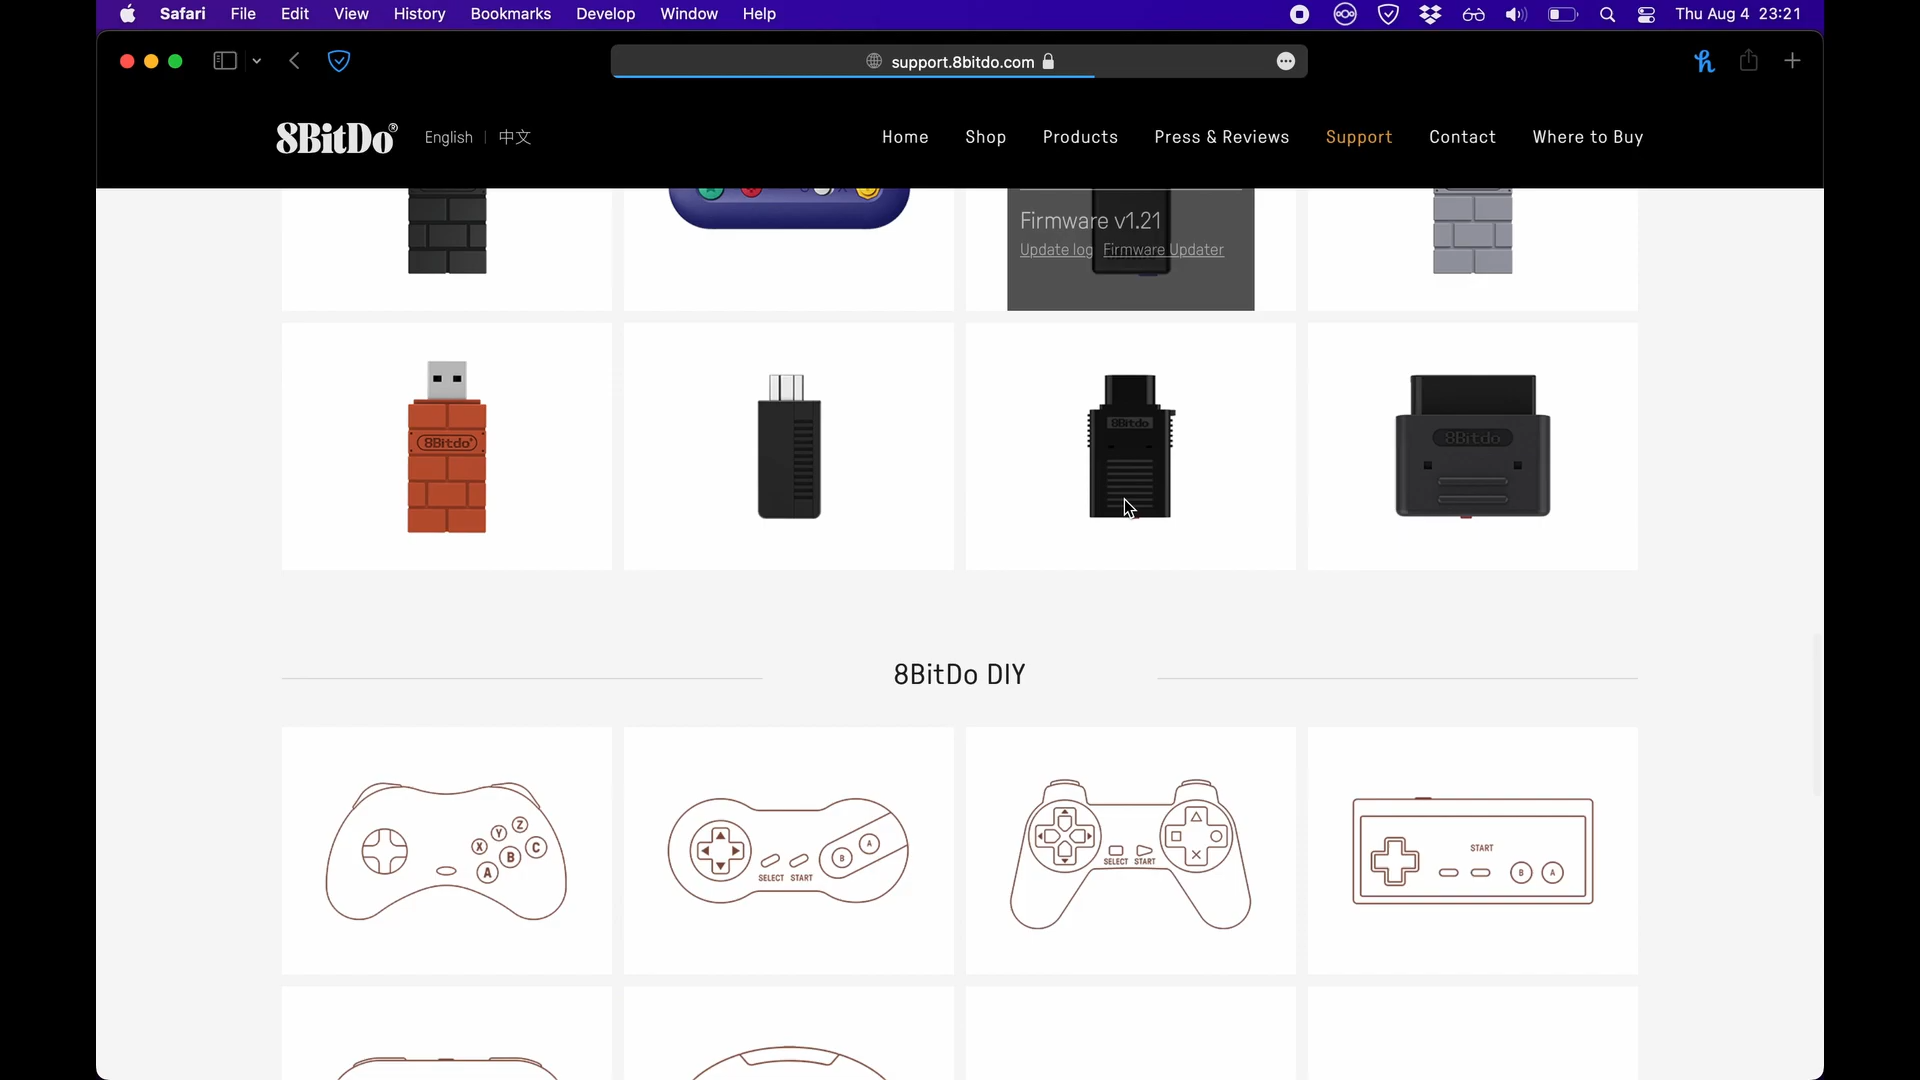 Safari File Edit View History Bookmarks Develop Window Help Thu Aug 4 23:21
support.8bitdo.com
8BitDo® English | 中文 Home Shop Products Press & Reviews Support Contact Where to Buy
Firmware v1.21
Update log Firmware Updater
8Bitdo
8Bitdo
8Bitdo
8BitDo DIY
X Y Z
A B C
SELECT START
B A
SELECT START
START
B A